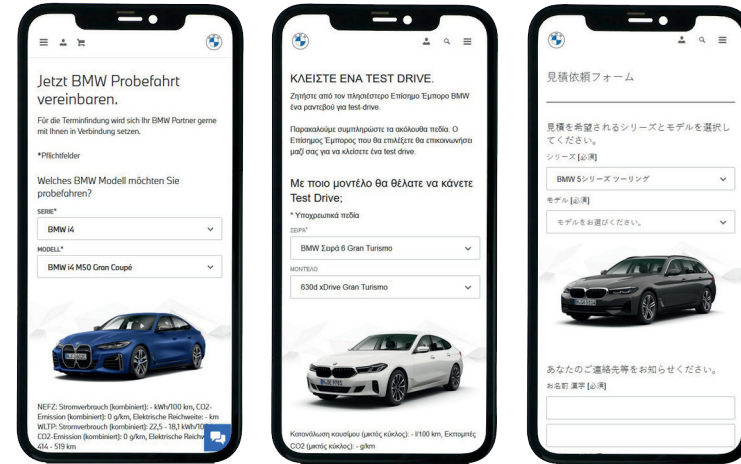 Jetzt BMW Probefahrt
vereinbaren.
Für die Terminfindung wird sich Ihr BMW Partner gerne
mit Ihnen in Verbindung setzen.
*Pflichtfelder
Welches BMW Modell möchten Sie
probefahren?
SERIE*
BMW i4
MODELL*
BMW i4 M50 Gran Coupé
NEFZ: Stromverbrauch (kombiniert): - kWh/100 km, CO2-
Emission (kombiniert): 0 g/km, Elektrische Reichweite: - km
WLTP: Stromverbrauch (kombiniert): 22,5 - 18,1 kWh/10
CO2-Emission (kombiniert): 0 g/km, Elektrische Reichw
414 - 519 km
ΚΛΕΙΣΤΕ ΕΝΑ TEST DRIVE.
Ζητήστε από τον πλησιέστερο Επίσημο Έμπορο BMW
ένα ραντεβού για test-drive.
Παρακαλούμε συμπληρώστε τα ακόλουθα πεδία. Ο
Επίσημος Έμπορος που θα επιλέξετε θα επικοινωνήσει
μαζί σας για να κλείσετε ένα test drive.
Με ποιο μοντέλο θα θέλατε να κάνετε
Test Drive;
* Υποχρεωτικά πεδία
ΣΕΙΡΑ*
BMW Σειρά 6 Gran Turismo
ΜΟΝΤΕΛΟ
630d xDrive Gran Turismo
Κατανάλωση καυσίμου (μικτός κύκλος): - l/100 km, Εκπομπές
CO2 (μικτός κύκλος): - g/km
見積依頼フォーム
見積を希望されるシリーズとモデルを選択し
てください。
シリーズ [必須]
BMW 5シリーズ ツーリング
モデル [必須]
モデルをお選びください。
あなたのご連絡先等をお知らせください。
お名前 漢字 [必須]